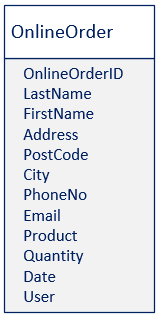 OnlineOrder
OnlineOrderID
LastName
FirstName
Address
PostCode
City
PhoneNo
Email
Product
Quantity
Date
User